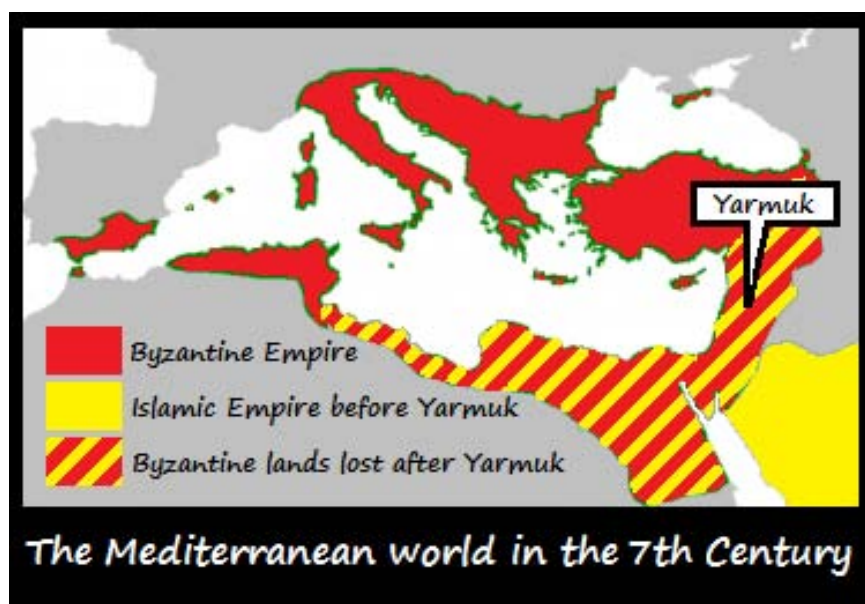 Yarmuk
Byzantine Empire
Islamic Empire before Yarmuk
Byzantine lands lost after Yarmuk
The Mediterranean world in the 7th Century